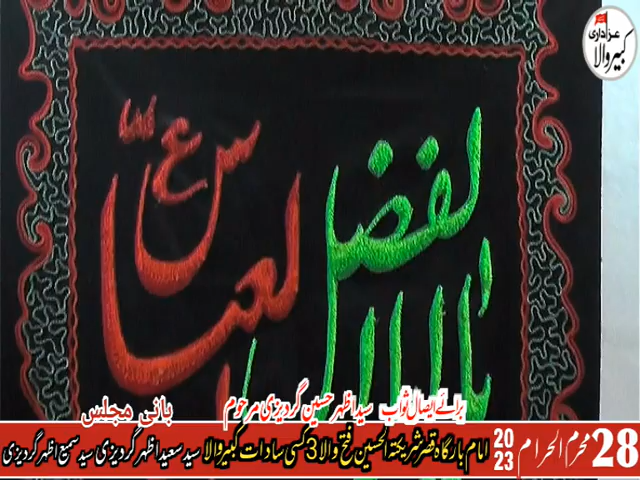 عزاداری
کبیروالا
یا ابا الفضل
العباس ع
برائے ایصال ثواب سید اظہر حسین گردیزی مرحوم
بانی مجلس
28 محرم الحرام 2023 امام بارگاہ قصر شریکۃ الحسین فتح والا 3 کسی سادات کبیروالا سید سعید اظہر گردیزی سید سمیع اظہر گردیزی